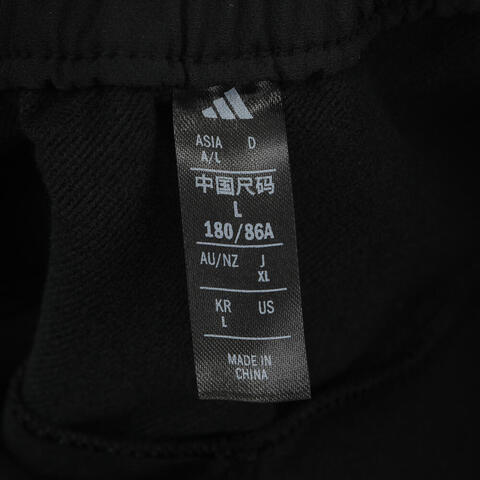 ASIA D
A/L
中国尺码
L
180/86A
AU/NZ J
XL
KR US
L
MADE IN
CHINA